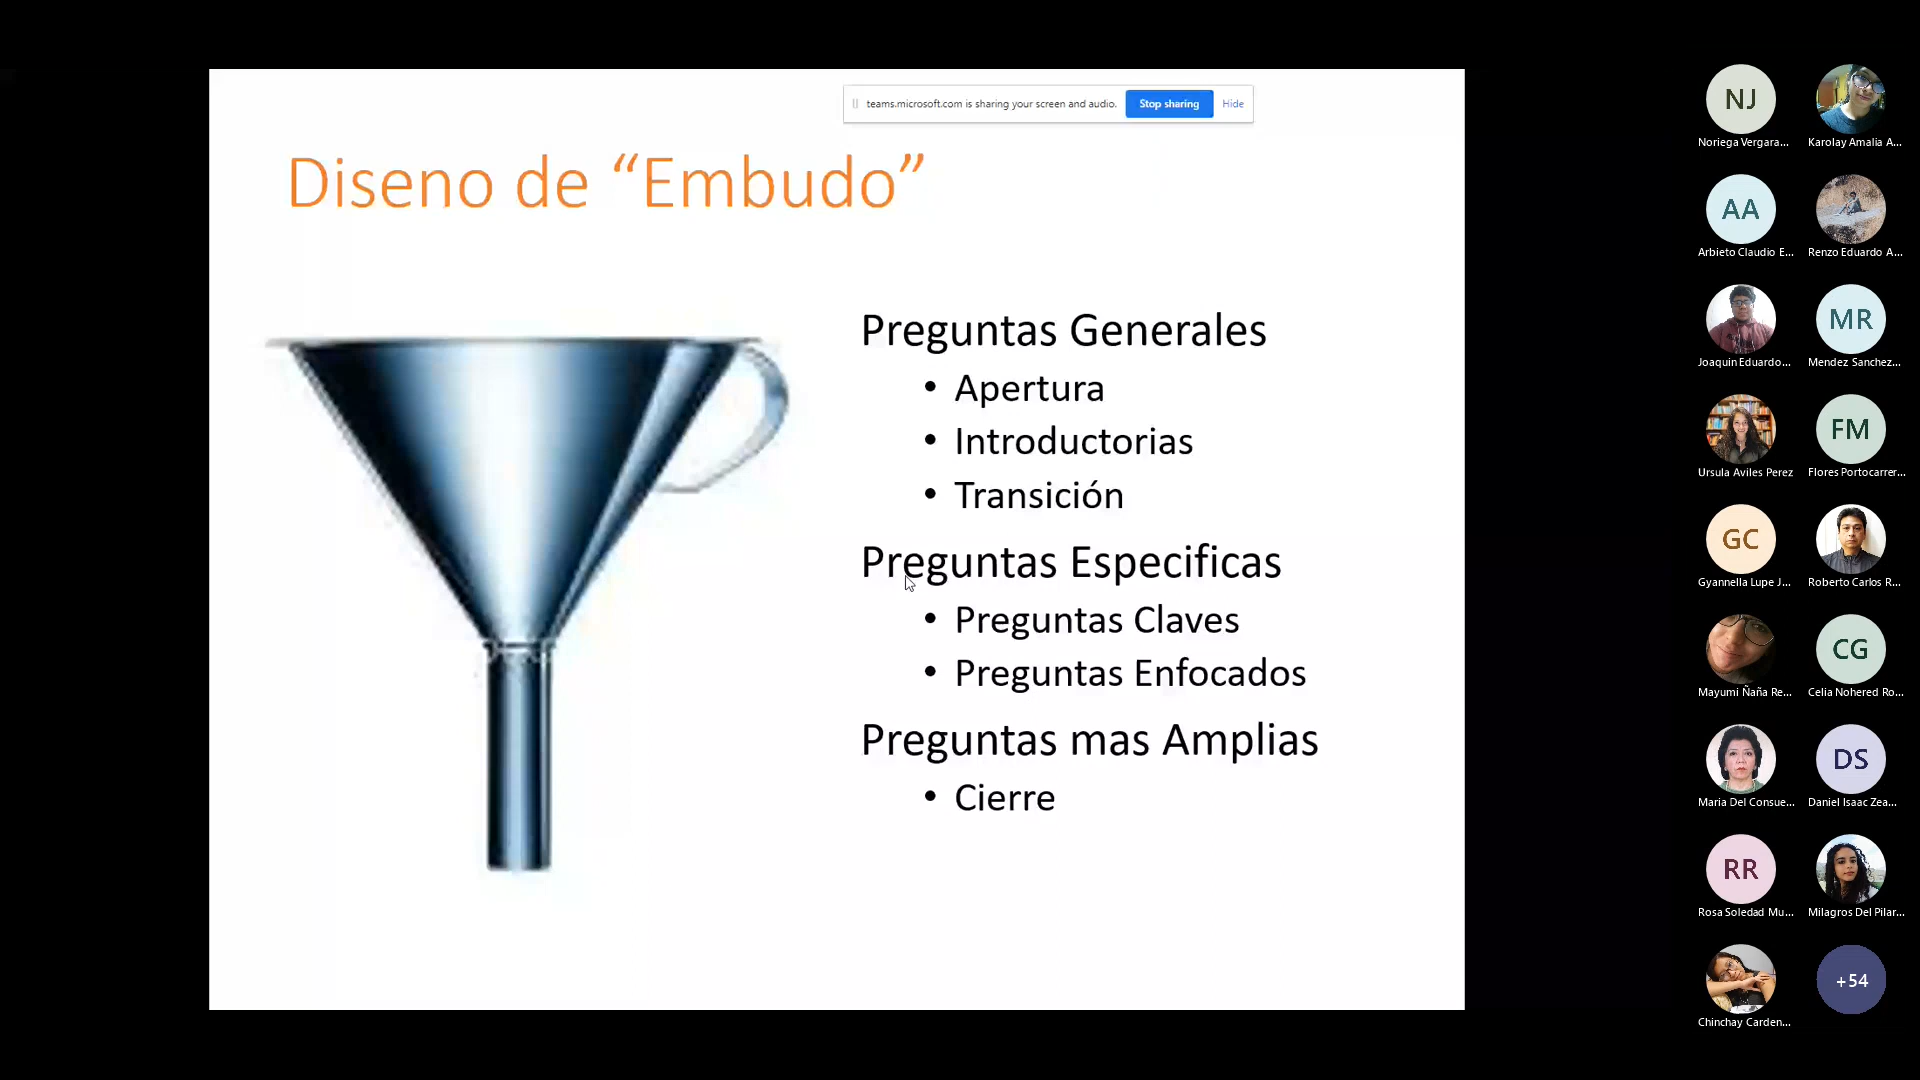 teams.microsoft.com is sharing your screen and audio. Stop sharing Hide
Diseno de “Embudo”
Preguntas Generales
• Apertura
• Introductorias
• Transición
Preguntas Especificas
• Preguntas Claves
• Preguntas Enfocados
Preguntas mas Amplias
• Cierre
NJ
Noriega Vergara... Karolay Amalia A...
AA
Arbieto Claudio E... Renzo Eduardo A...
MR
Joaquin Eduardo... Mendez Sanchez...
FM
Ursula Aviles Perez Flores Portocarrer...
GC
Gyannella Lupe J... Roberto Carlos R...
CG
Mayumi Ñaña Re... Celia Nohered Ro...
DS
Maria Del Consue... Daniel Isaac Zea...
RR
Rosa Soledad Mu... Milagros Del Pilar...
+54
Chinchay Carden...